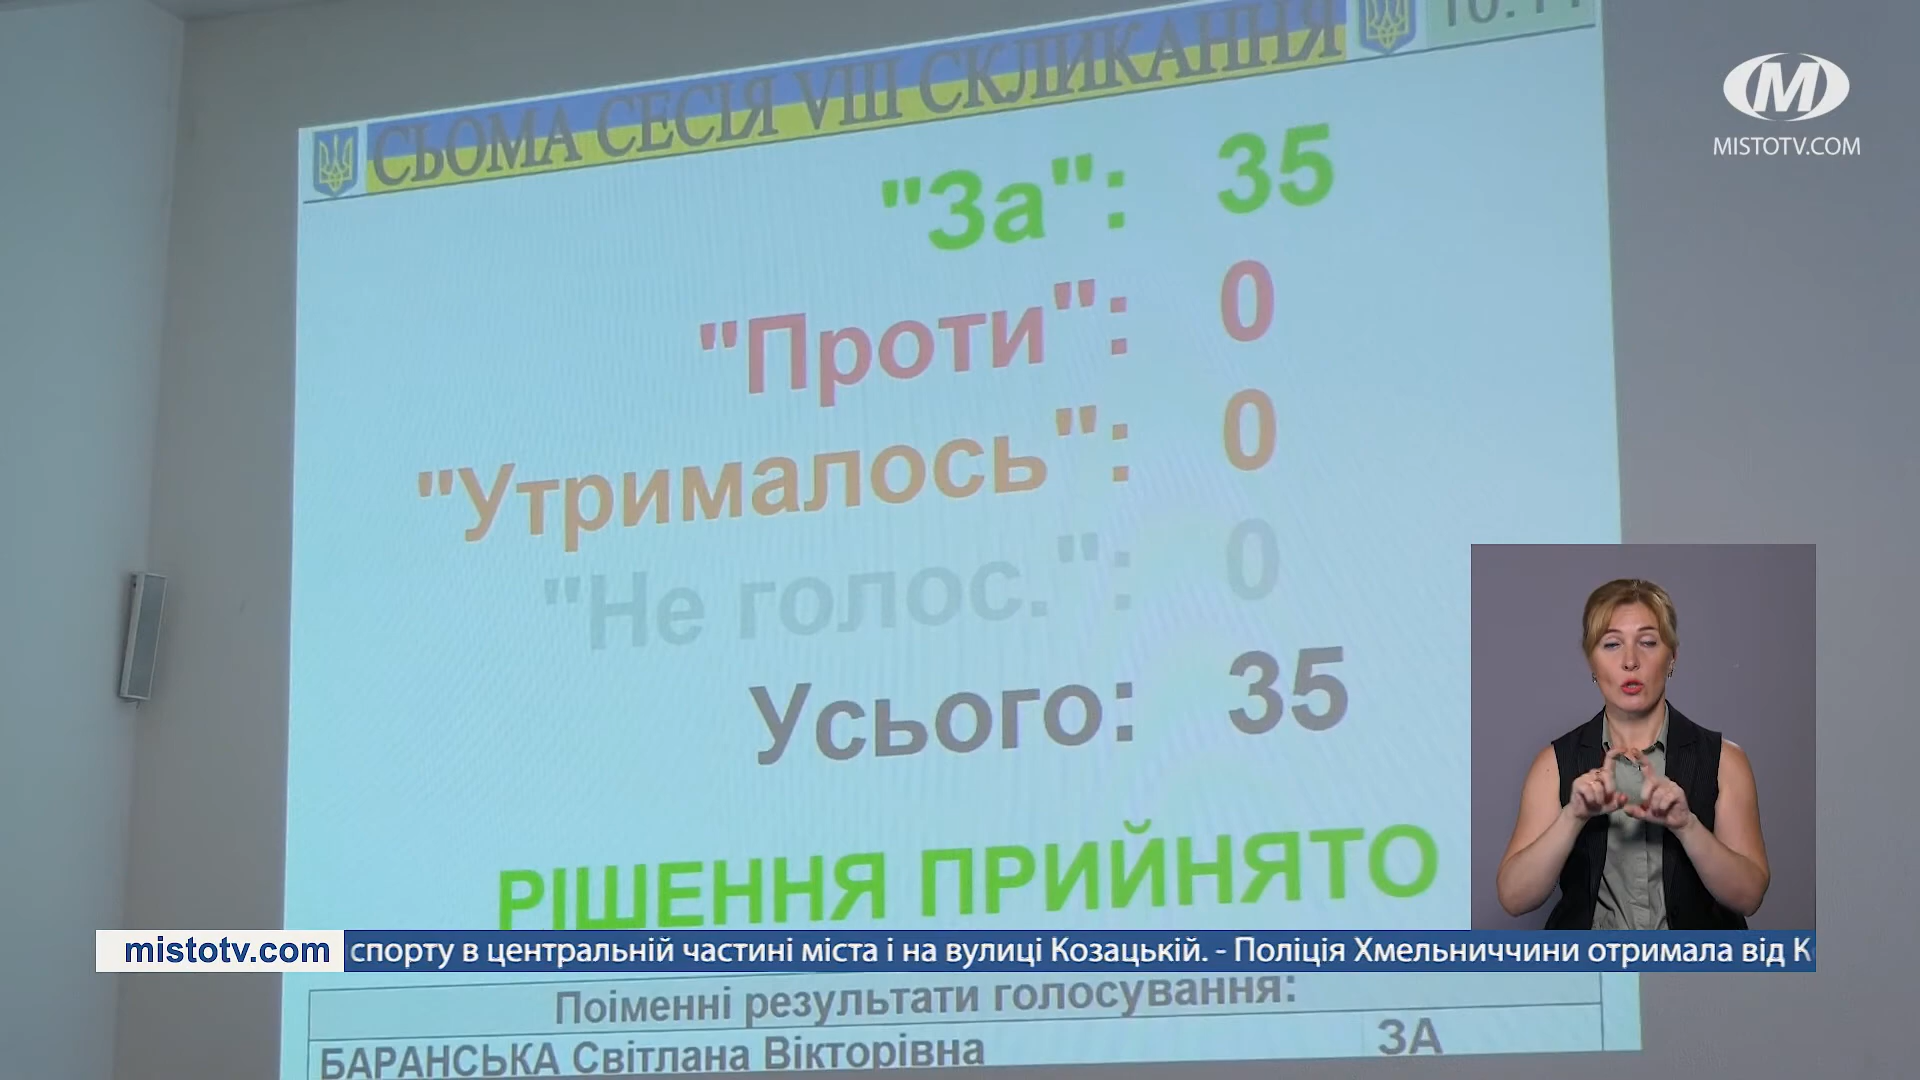 СЬОМА СЕСІЯ VIII СКЛИКАННЯ
M
MISTOTV.COM
"За": 35
"Проти": 0
"Утрималось": 0
"Не голос.": 0
Усього: 35
РІШЕННЯ ПРИЙНЯТО
mistotv.com спорту в центральній частині міста і на вулиці Козацькій. - Поліція Хмельниччини отримала від
Поіменні результати голосування:
БАРАНСЬКА Світлана Вікторівна ЗА